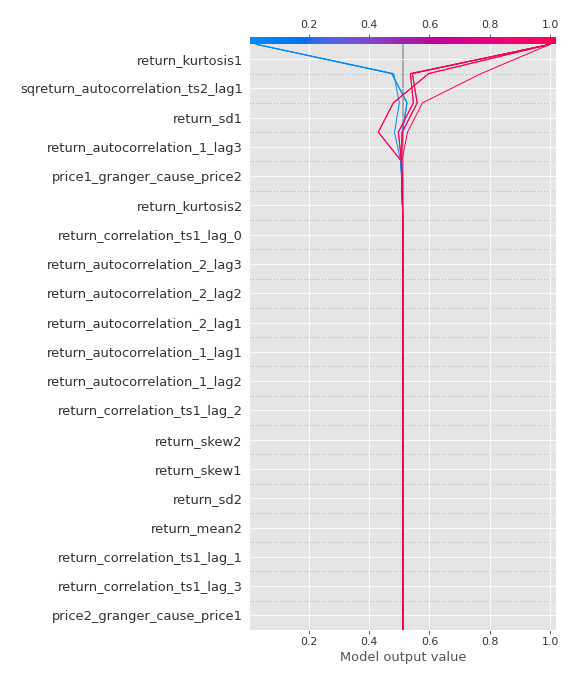 0.2 0.4 0.6 0.8 1.0
return_kurtosis1
sqreturn_autocorrelation_ts2_lag1
return_sd1
return_autocorrelation_1_lag3
price1_granger_cause_price2
return_kurtosis2
return_correlation_ts1_lag_0
return_autocorrelation_2_lag3
return_autocorrelation_2_lag2
return_autocorrelation_2_lag1
return_autocorrelation_1_lag1
return_autocorrelation_1_lag2
return_correlation_ts1_lag_2
return_skew2
return_skew1
return_sd2
return_mean2
return_correlation_ts1_lag_1
return_correlation_ts1_lag_3
price2_granger_cause_price1
0.2 0.4 0.6 0.8 1.0
Model output value